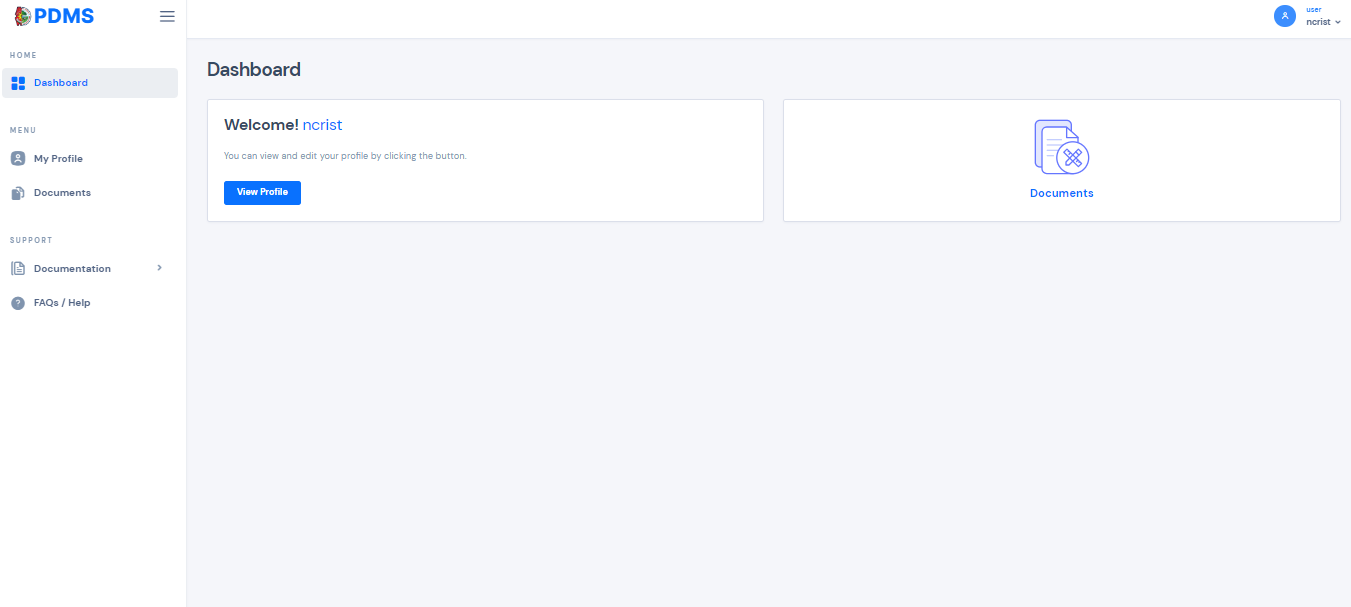 PDMS
HOME
Dashboard
MENU
My Profile
Documents
SUPPORT
Documentation
FAQs / Help
user
ncrist
Dashboard
Welcome! ncrist
You can view and edit your profile by clicking the button.
View Profile
Documents